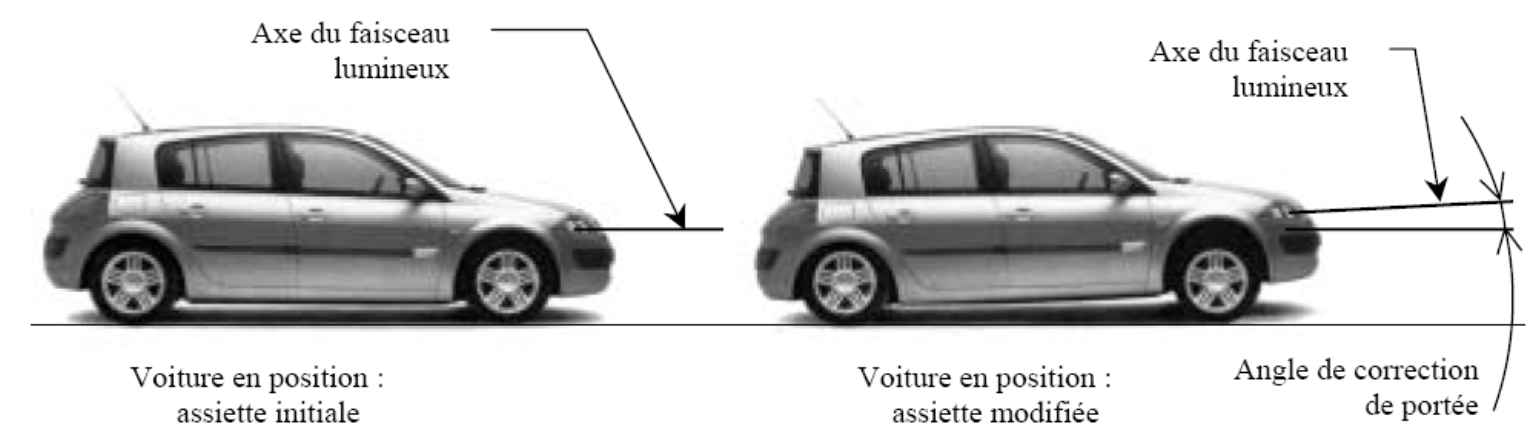 Axe du faisceau
lumineux
Axe du faisceau
lumineux
Voiture en position :
assiette initiale
Voiture en position :
assiette modifiée
Angle de correction
de portée